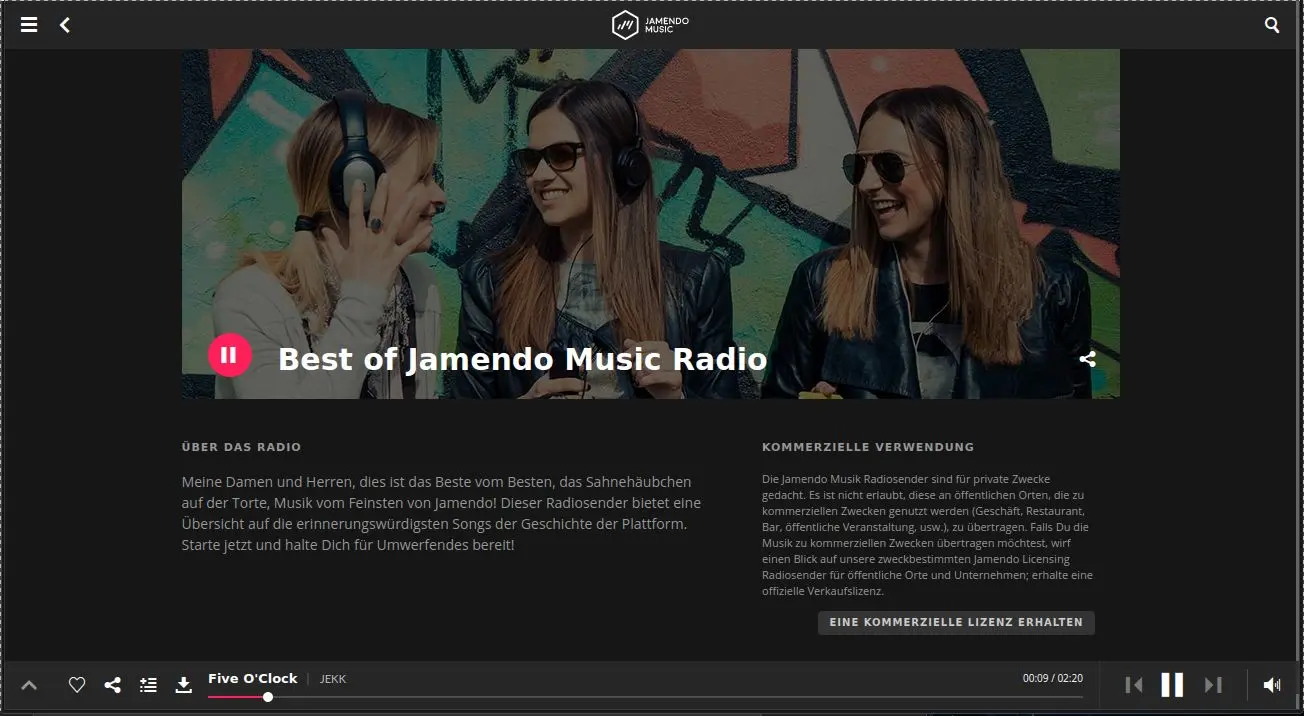 JAMENDO
MUSIC
Best of Jamendo Music Radio
ÜBER DAS RADIO
Meine Damen und Herren, dies ist das Beste vom Besten, das Sahnehäubchen
auf der Torte, Musik vom Feinsten von Jamendo! Dieser Radiosender bietet eine
Übersicht auf die erinnerungswürdigsten Songs der Geschichte der Plattform.
Starte jetzt und halte Dich für Umwerfendes bereit!
KOMMERZIELLE VERWENDUNG
Die Jamendo Musik Radiosender sind für private Zwecke
gedacht. Es ist nicht erlaubt, diese an öffentlichen Orten, die zu
kommerziellen Zwecken genutzt werden (Geschäft, Restaurant,
Bar, öffentliche Veranstaltung, usw.), zu übertragen. Falls Du die
Musik zu kommerziellen Zwecken übertragen möchtest, wirf
einen Blick auf unsere zweckbestimmten Jamendo Licensing
Radiosender für öffentliche Orte und Unternehmen; erhalte eine
offizielle Verkaufslizenz.
EINE KOMMERZIELLE LIZENZ ERHALTEN
Five O'Clock | JEKK 00:09 / 02:20